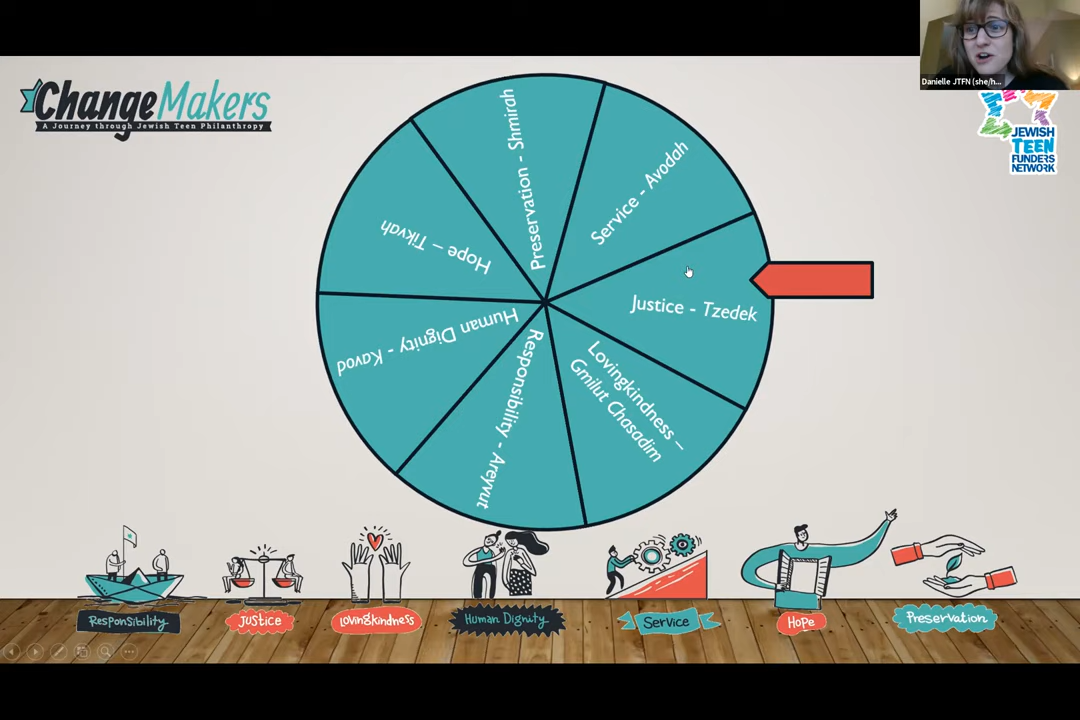 Danielle JTFN (she/h...
ChangeMakers
A Journey through Jewish Teen Philanthropy
JEWISH
TEEN
FUNDERS
NETWORK
Preservation - Shmirah
Service - Avodah
Justice - Tzedek
Lovingkindness –
Gmilut Chasadim
Responsibility - Areyvut
Human Dignity - Kavod
Hope – Tikvah
Responsibility
Justice
Lovingkindness
Human Dignity
Service
Hope
Preservation